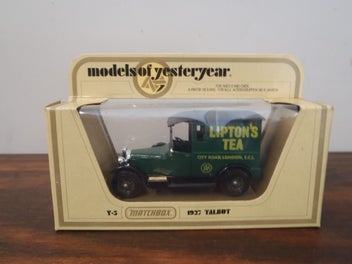 models of yesteryear
LIPTON'S
TEA
CITY ROAD, LONDON, E.C.1.
Y-5 MATCHBOX 1927 TALBOT